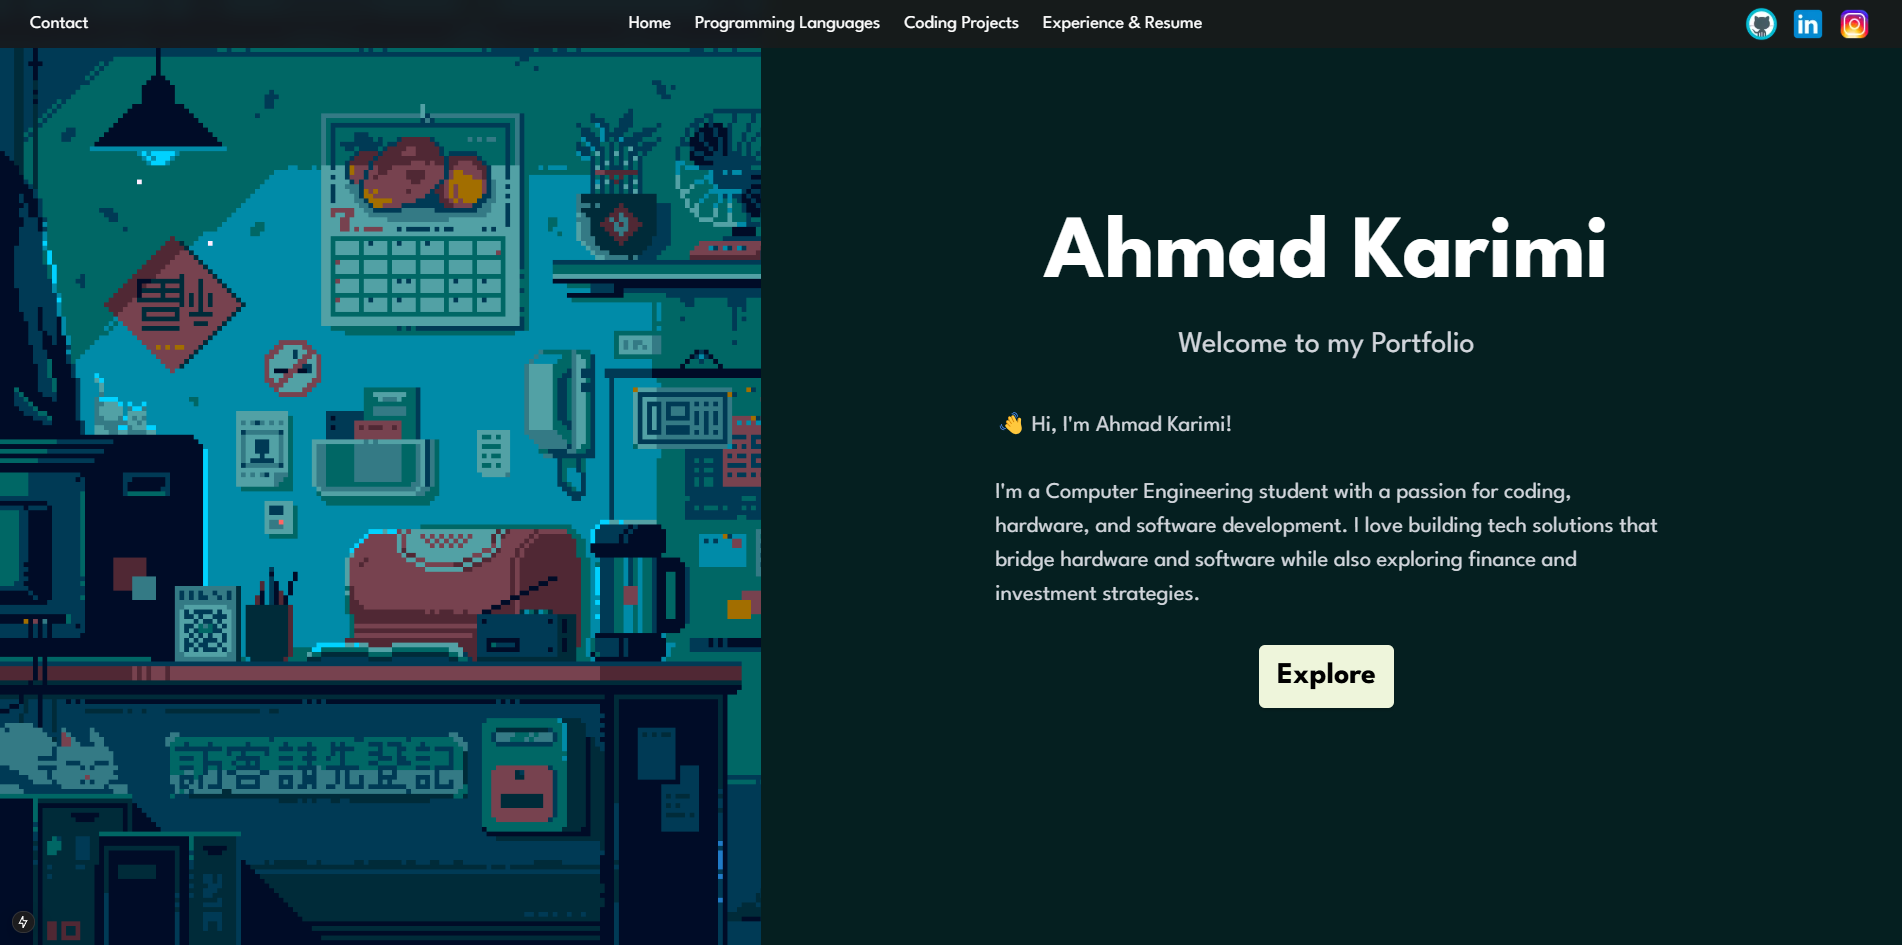 Contact
Home
Programming Languages
Coding Projects
Experience & Resume
in
Ahmad Karimi
Welcome to my Portfolio
👋 Hi, I'm Ahmad Karimi!
I'm a Computer Engineering student with a passion for coding,
hardware, and software development. I love building tech solutions that
bridge hardware and software while also exploring finance and
investment strategies.
Explore
7